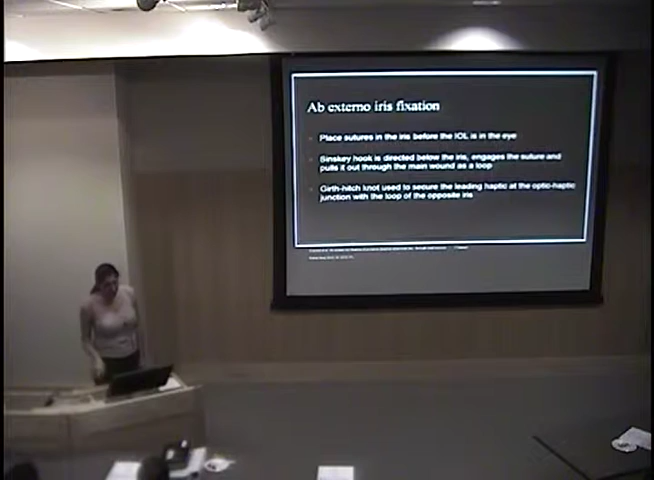 Ab externo iris fixation
Place sutures in the iris before the IOL is in the eye
Sinskey hook is directed below the iris, engages the suture and
pulls it out through the main wound as a loop
Girth-hitch knot used to secure the leading haptic at the optic-haptic
junction with the loop of the opposite iris